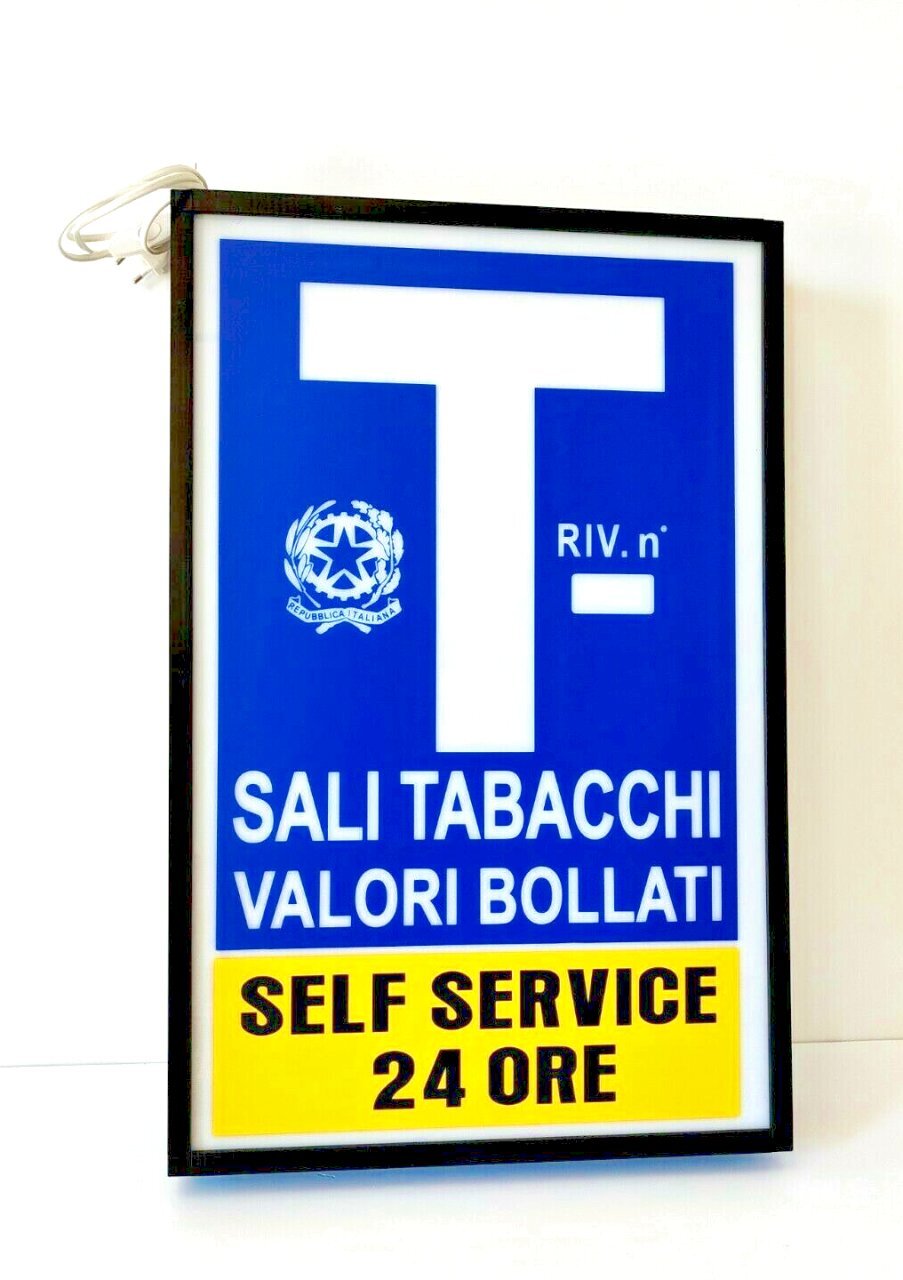 T
RIV. n°
REPUBBLICA ITALIANA
SALI TABACCHI
VALORI BOLLATI
SELF SERVICE
24 ORE